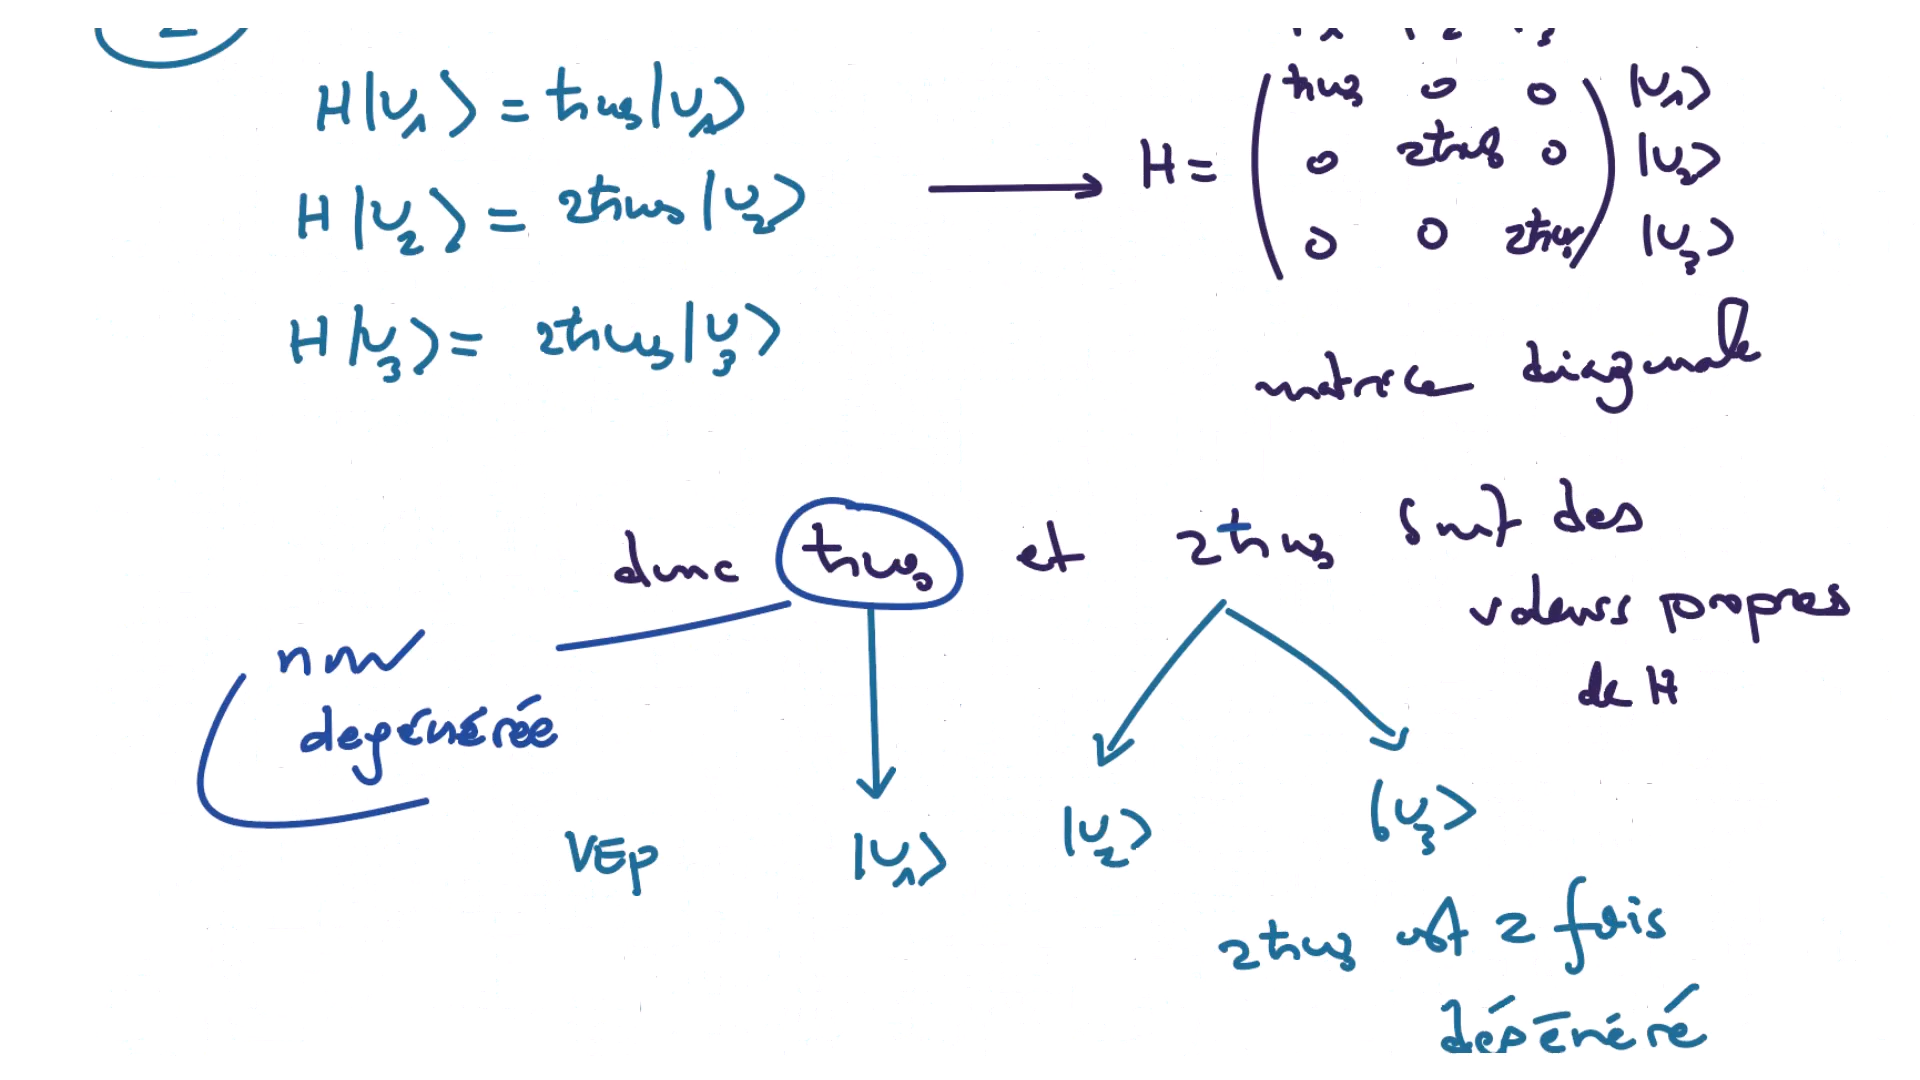 2
H|U₁⟩ = ħω₀|U₁⟩
H|U₂⟩ = 2ħω₀|U₂⟩
H|U₃⟩ = 2ħω₀|U₃⟩
H = ( ħω₀ 0 0 ) |U₁⟩
( 0 2ħω₀ 0 ) |U₂⟩
( 0 0 2ħω₀ ) |U₃⟩
matrice diagonale
donc ħω₀ et 2ħω₀ sont des
valeurs propres
de H
non
degénérée
VEp |U₁⟩ |U₂⟩ |U₃⟩
2ħω₀ est 2 fois
dégénéré